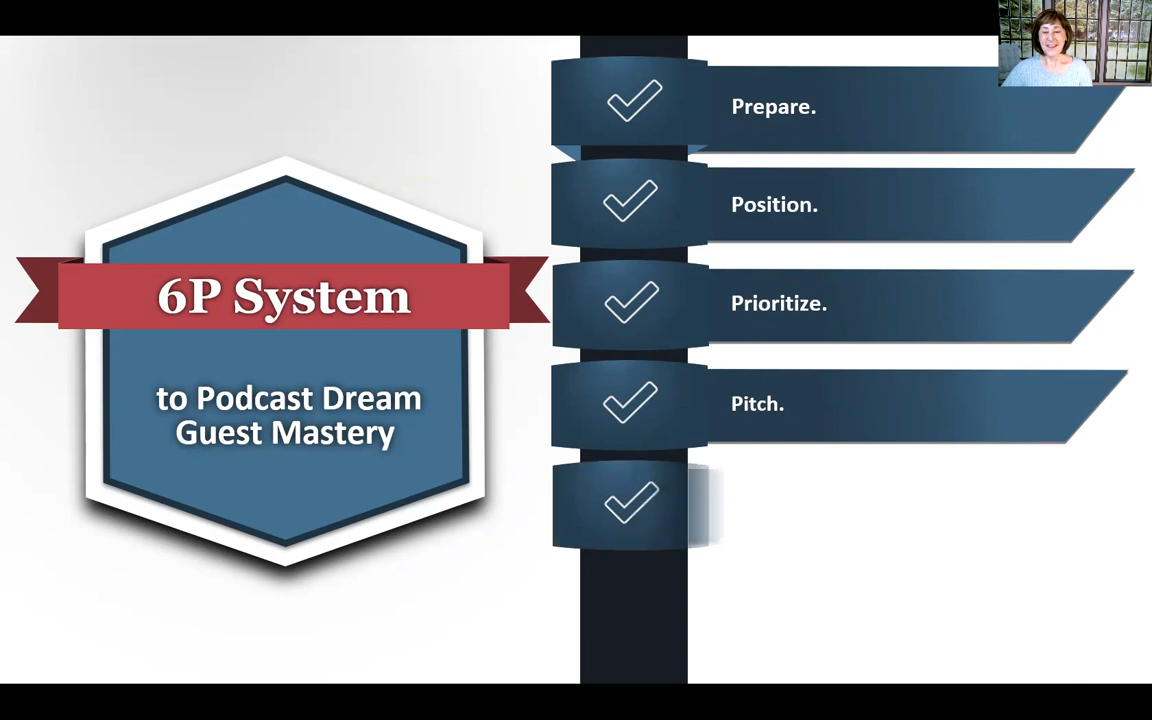 6P System
to Podcast Dream
Guest Mastery
Prepare.
Position.
Prioritize.
Pitch.